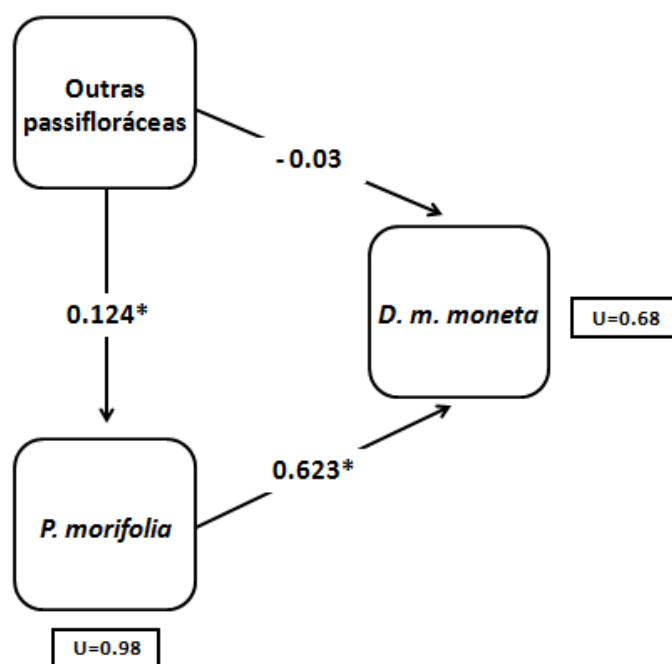 Outras
passifloráceas
- 0.03
D. m. moneta
U=0.68
0.124*
0.623*
P. morifolia
U=0.98